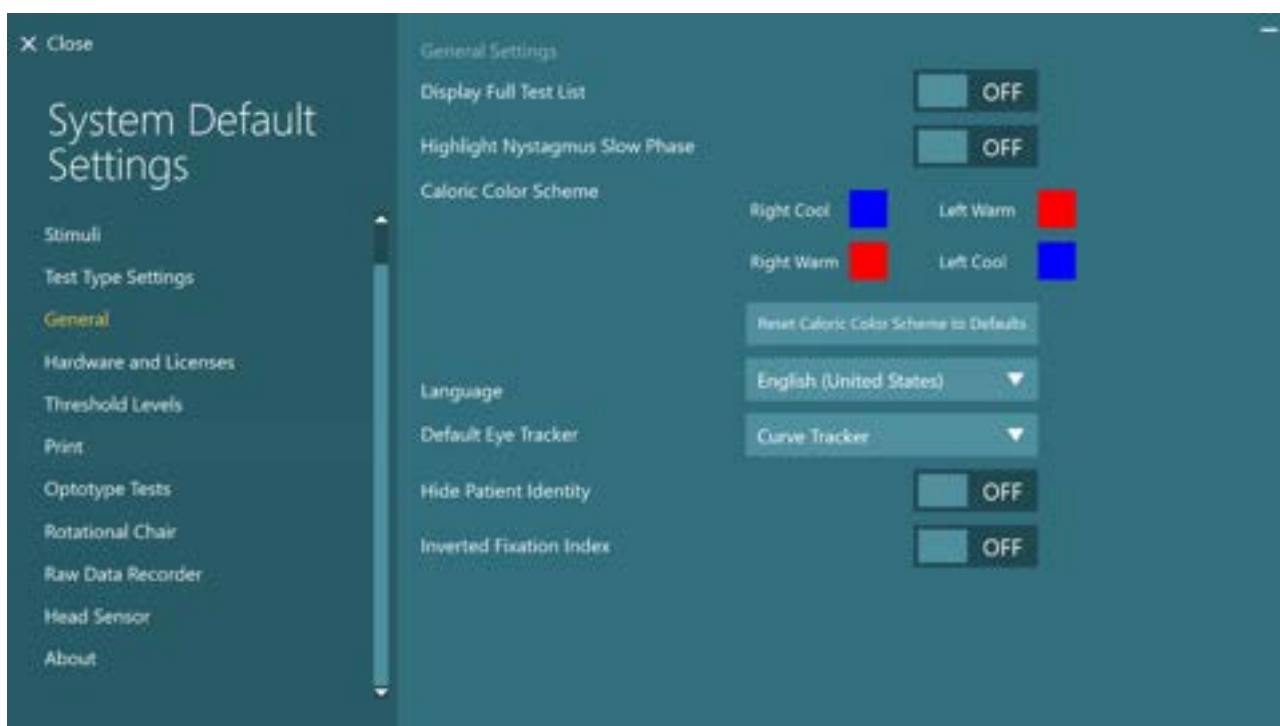 Close
System Default
Settings
Stimuli
Test Type Settings
General
Hardware and Licenses
Threshold Levels
Print
Optotype Tests
Rotational Chair
Raw Data Recorder
Head Sensor
About
General Settings
Display Full Test List OFF
Highlight Nystagmus Slow Phase OFF
Caloric Color Scheme
Right Cool Left Warm
Right Warm Left Cool
Reset Caloric Color Scheme to Defaults
Language English (United States)
Default Eye Tracker Curve Tracker
Hide Patient Identity OFF
Inverted Fixation Index OFF